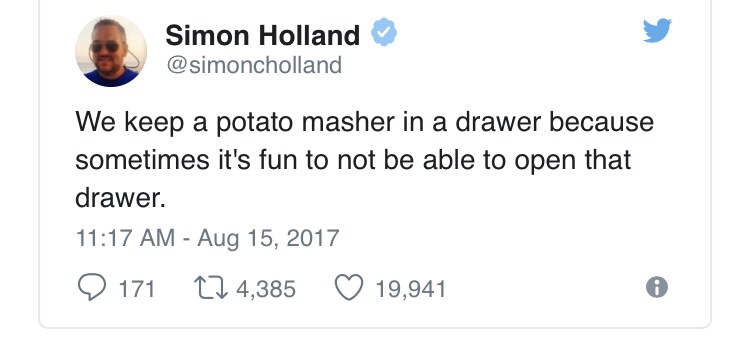 Simon Holland
@simoncholland
We keep a potato masher in a drawer because
sometimes it's fun to not be able to open that
drawer.
11:17 AM - Aug 15, 2017
171 4,385 19,941